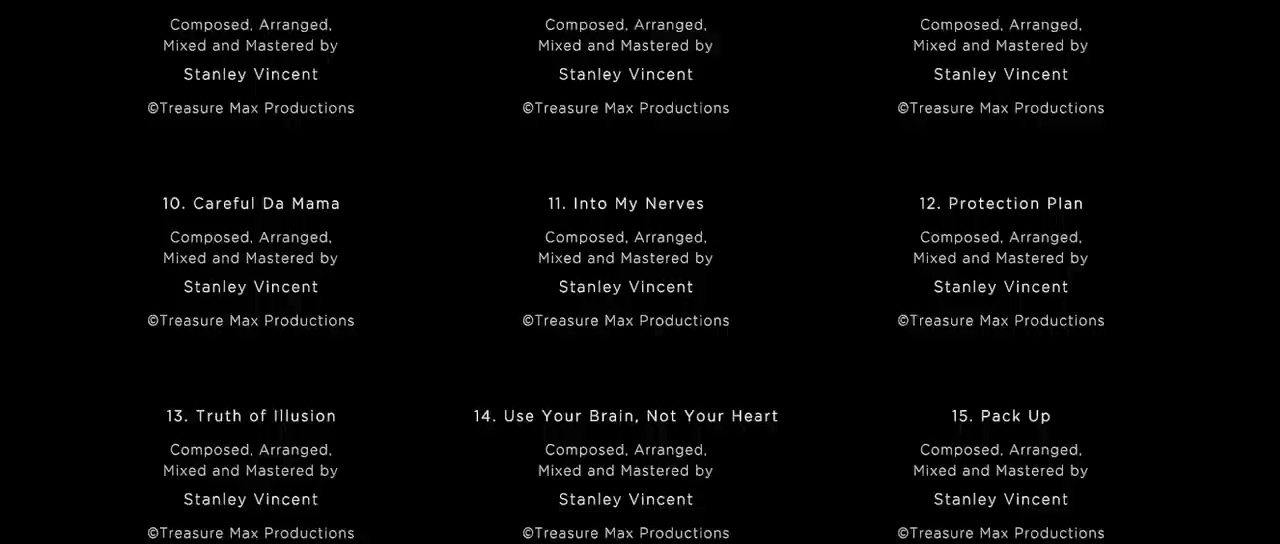 Composed, Arranged,
Mixed and Mastered by
Stanley Vincent
©Treasure Max Productions
Composed, Arranged,
Mixed and Mastered by
Stanley Vincent
©Treasure Max Productions
Composed, Arranged,
Mixed and Mastered by
Stanley Vincent
©Treasure Max Productions
10. Careful Da Mama
Composed, Arranged,
Mixed and Mastered by
Stanley Vincent
©Treasure Max Productions
11. Into My Nerves
Composed, Arranged,
Mixed and Mastered by
Stanley Vincent
©Treasure Max Productions
12. Protection Plan
Composed, Arranged,
Mixed and Mastered by
Stanley Vincent
©Treasure Max Productions
13. Truth of Illusion
Composed, Arranged,
Mixed and Mastered by
Stanley Vincent
©Treasure Max Productions
14. Use Your Brain, Not Your Heart
Composed, Arranged,
Mixed and Mastered by
Stanley Vincent
©Treasure Max Productions
15. Pack Up
Composed, Arranged,
Mixed and Mastered by
Stanley Vincent
©Treasure Max Productions